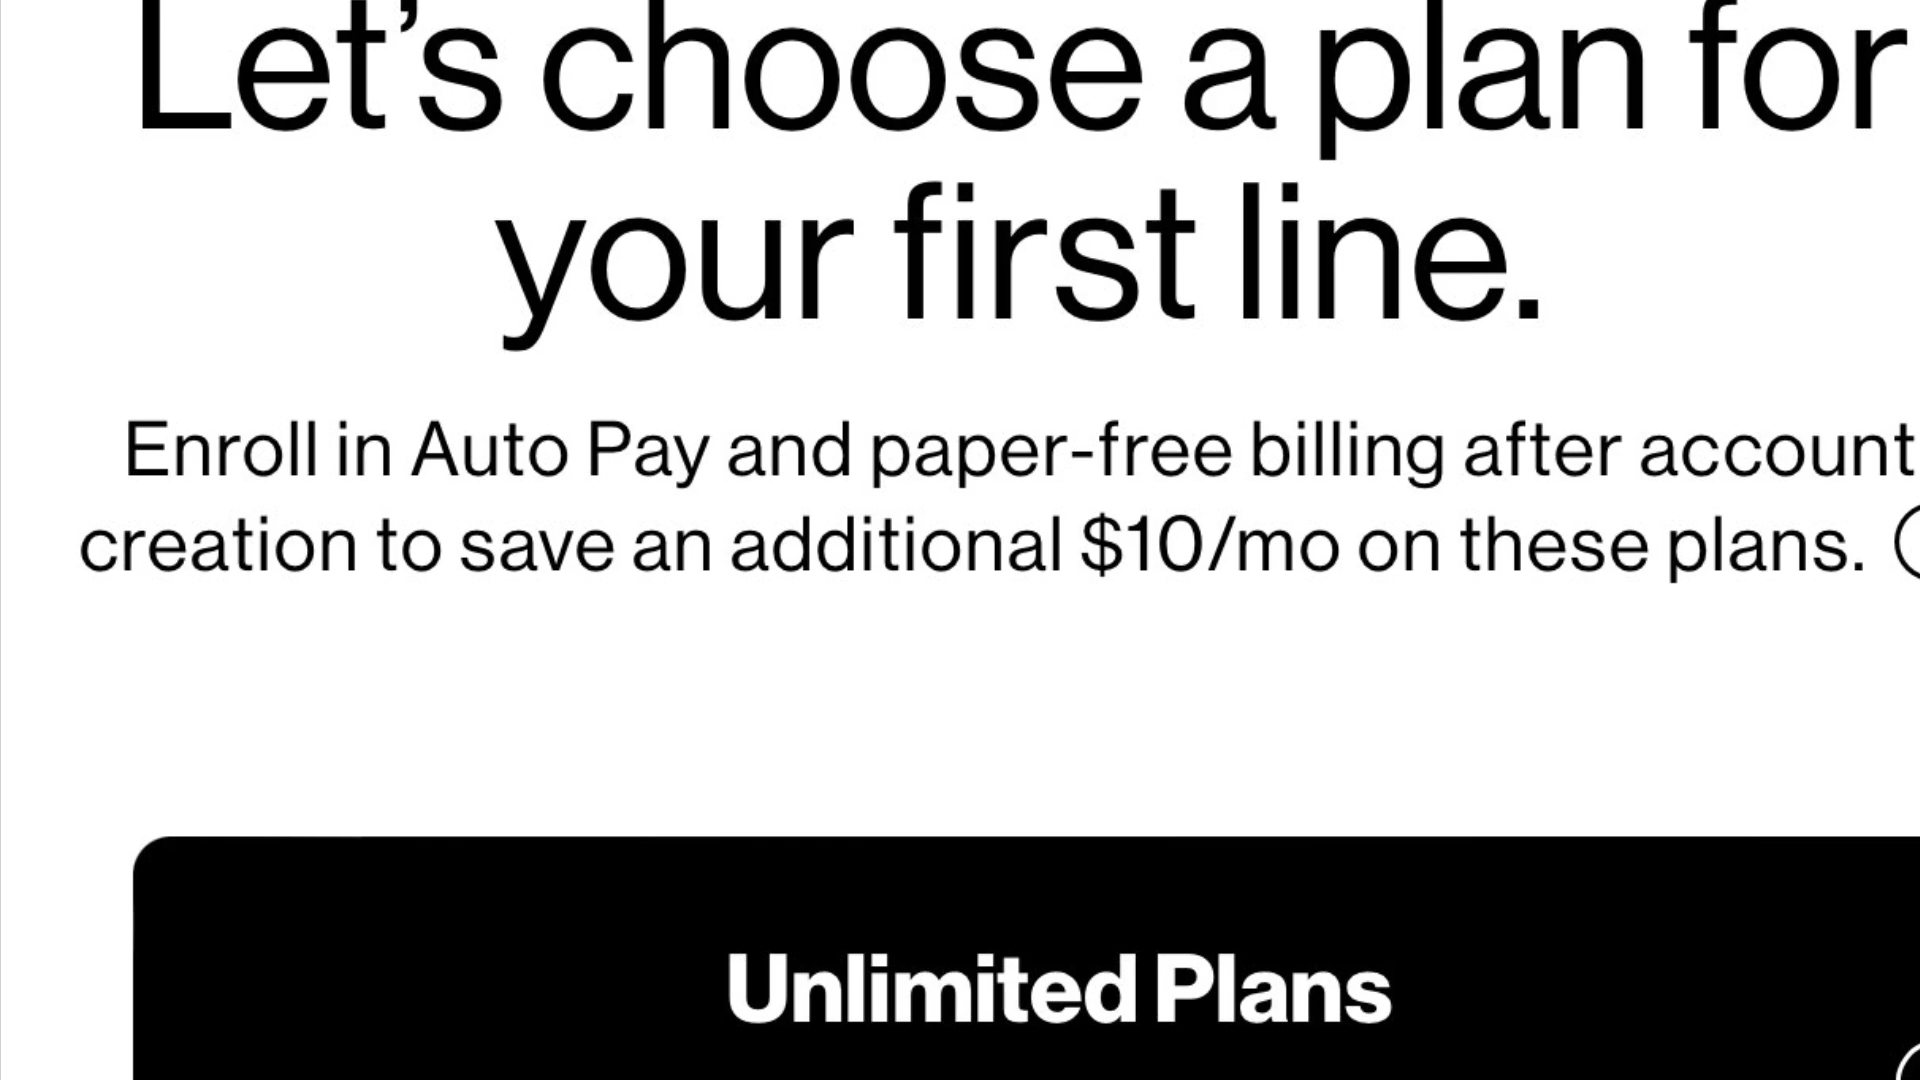 Let’s choose a plan for
your first line.
Enroll in Auto Pay and paper-free billing after account
creation to save an additional $10/mo on these plans.
Unlimited Plans